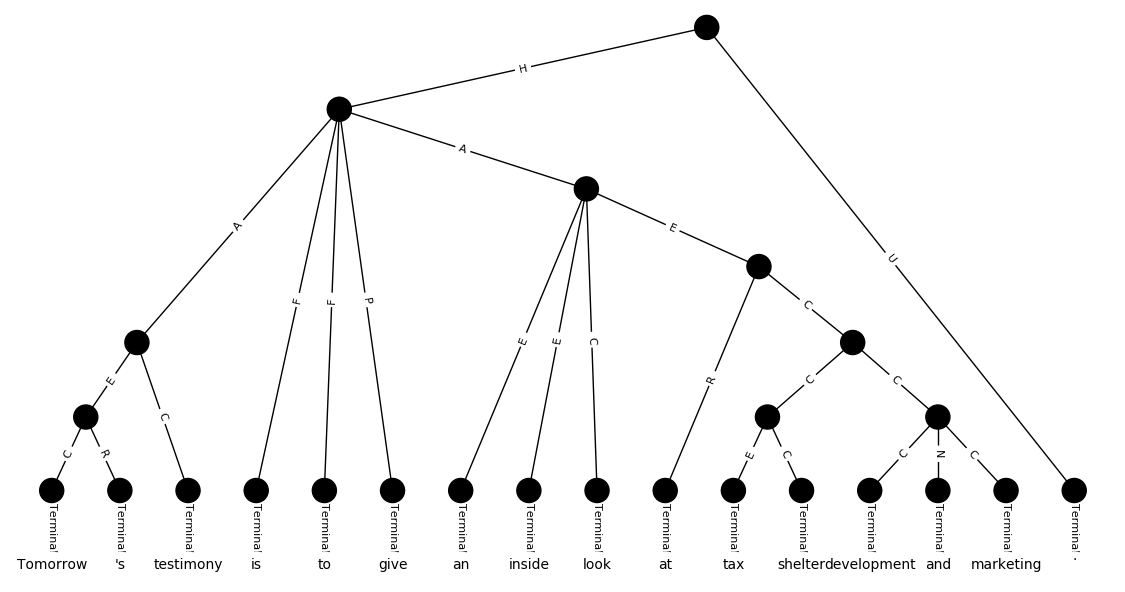 H
A
A
U
E
F
F
P
C
E
E
E
C
C
R
C
C
R
E
C
C
N
C
Terminal Terminal Terminal Terminal Terminal Terminal Terminal Terminal Terminal Terminal Terminal Terminal Terminal Terminal Terminal Terminal
Tomorrow 's testimony is to give an inside look at tax shelter development and marketing .